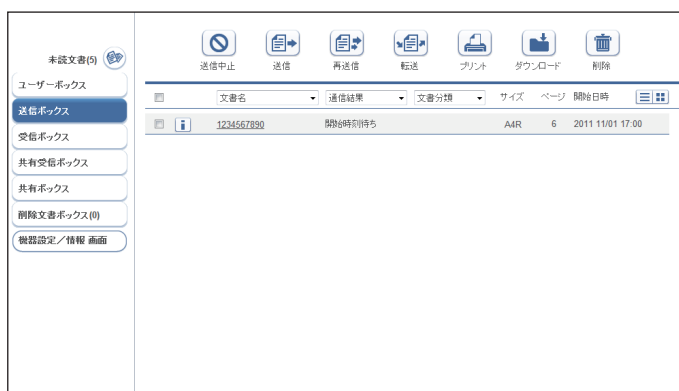 未読文書(5)
ユーザーボックス
送信ボックス
受信ボックス
共有受信ボックス
共有ボックス
削除文書ボックス(0)
機器設定／情報 画面
送信中止 送信 再送信 転送 プリント ダウンロード 削除
文書名 通信結果 文書分類 サイズ ページ 開始日時
1234567890 開始時刻待ち A4R 6 2011 11/01 17:00